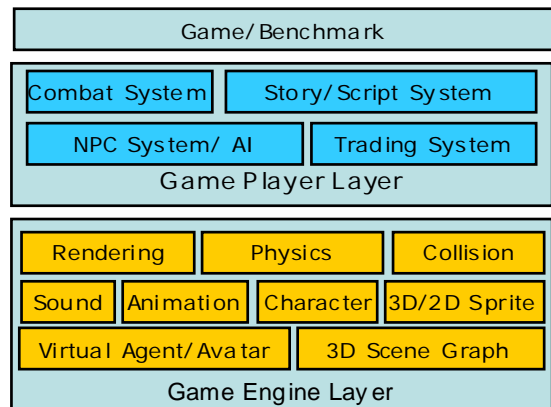 Game/Benchmark
Combat System
Story/Script System
NPC System/ AI
Trading System
Game Player Layer
Rendering
Physics
Collision
Sound
Animation
Character
3D/2D Sprite
Virtual Agent/Avatar
3D Scene Graph
Game Engine Layer